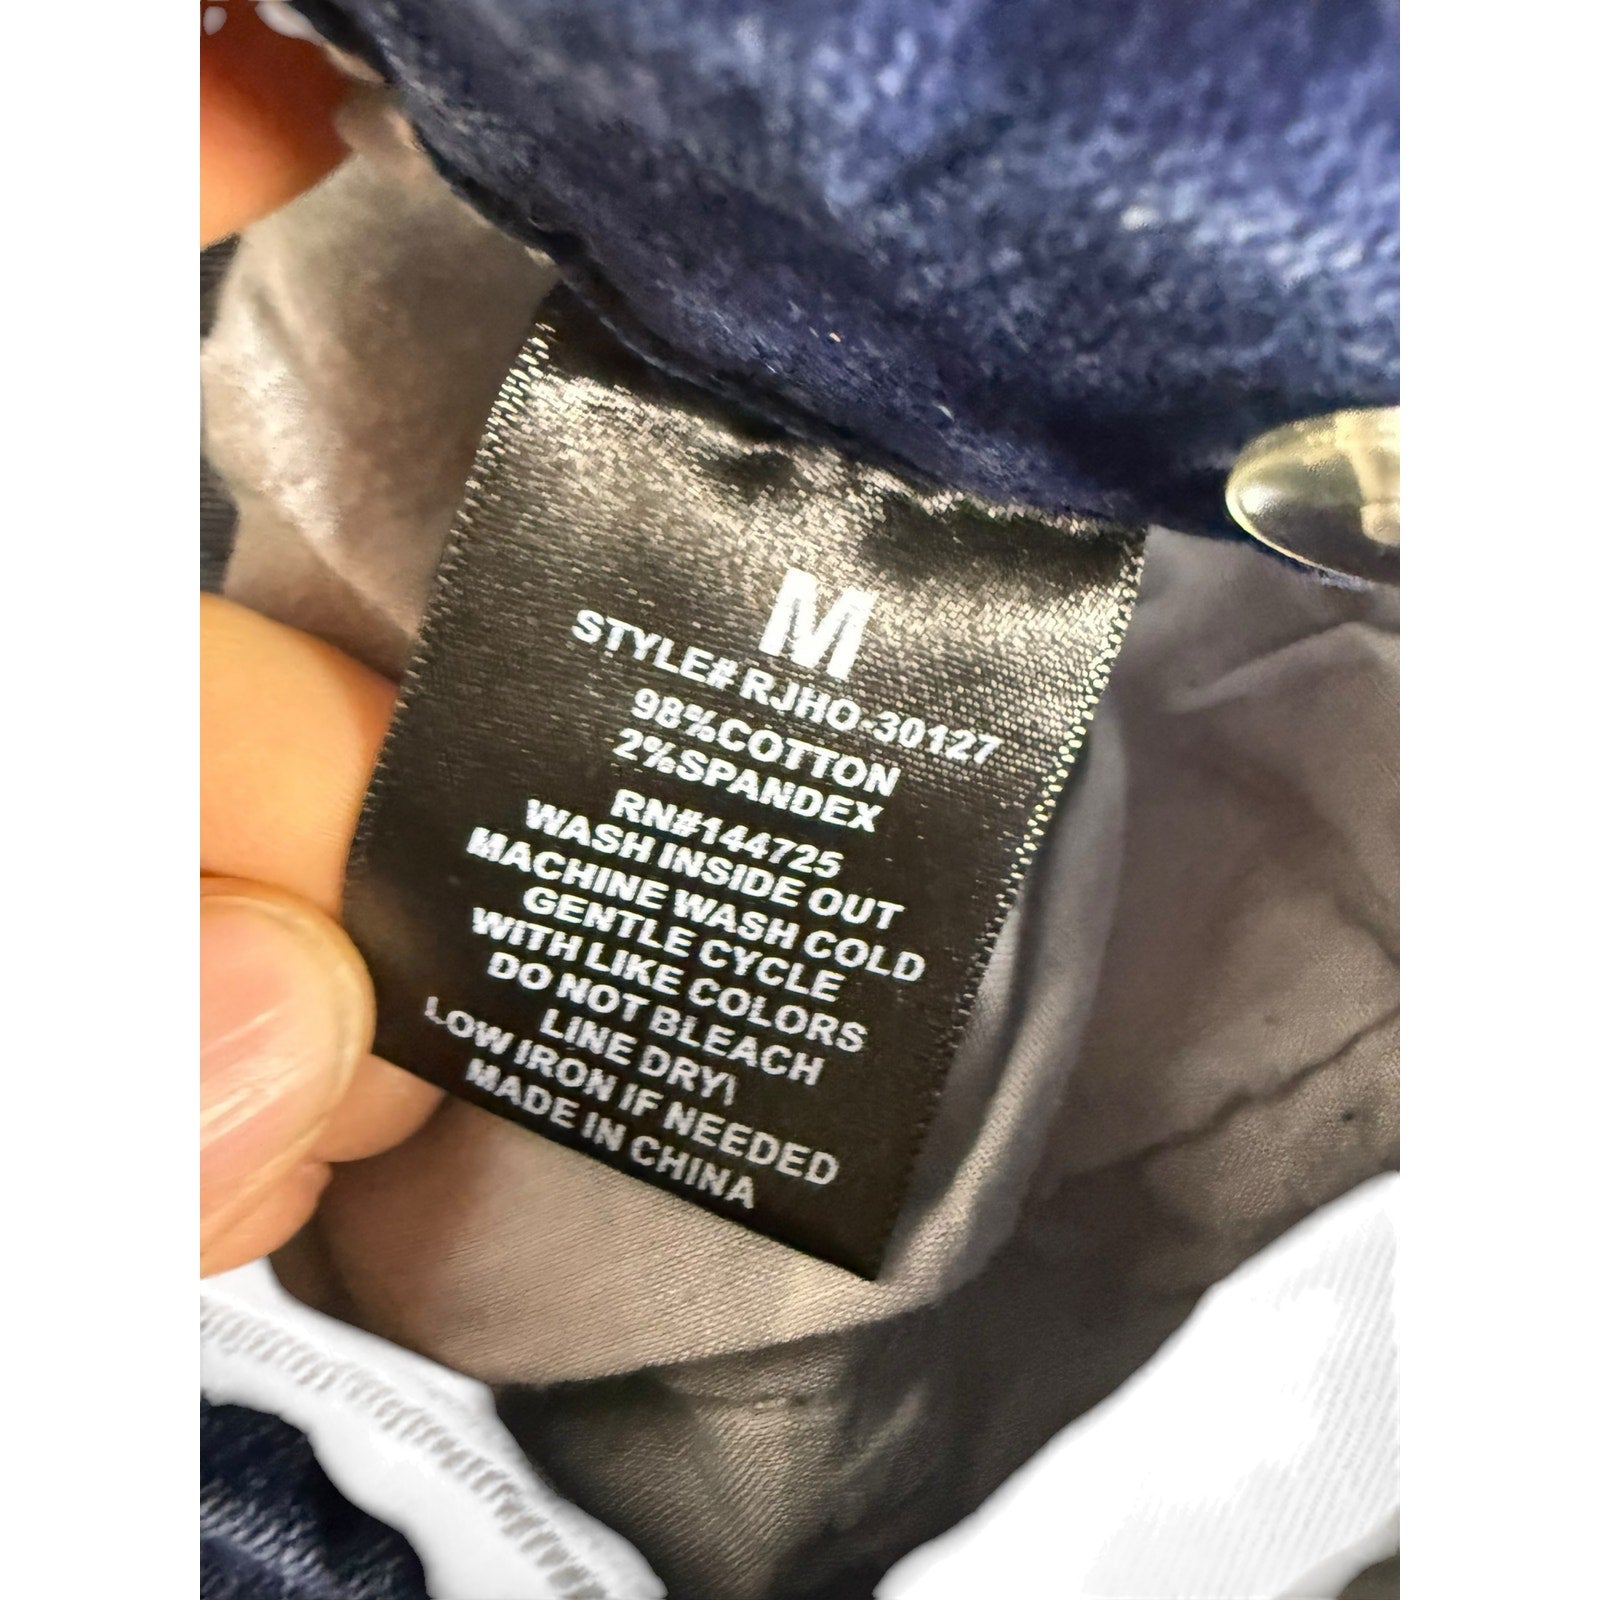 M
STYLE# RJHO-30127
98%COTTON
2%SPANDEX
RN#144725
WASH INSIDE OUT
MACHINE WASH COLD
GENTLE CYCLE
WITH LIKE COLORS
DO NOT BLEACH
LINE DRY\
LOW IRON IF NEEDED
MADE IN CHINA